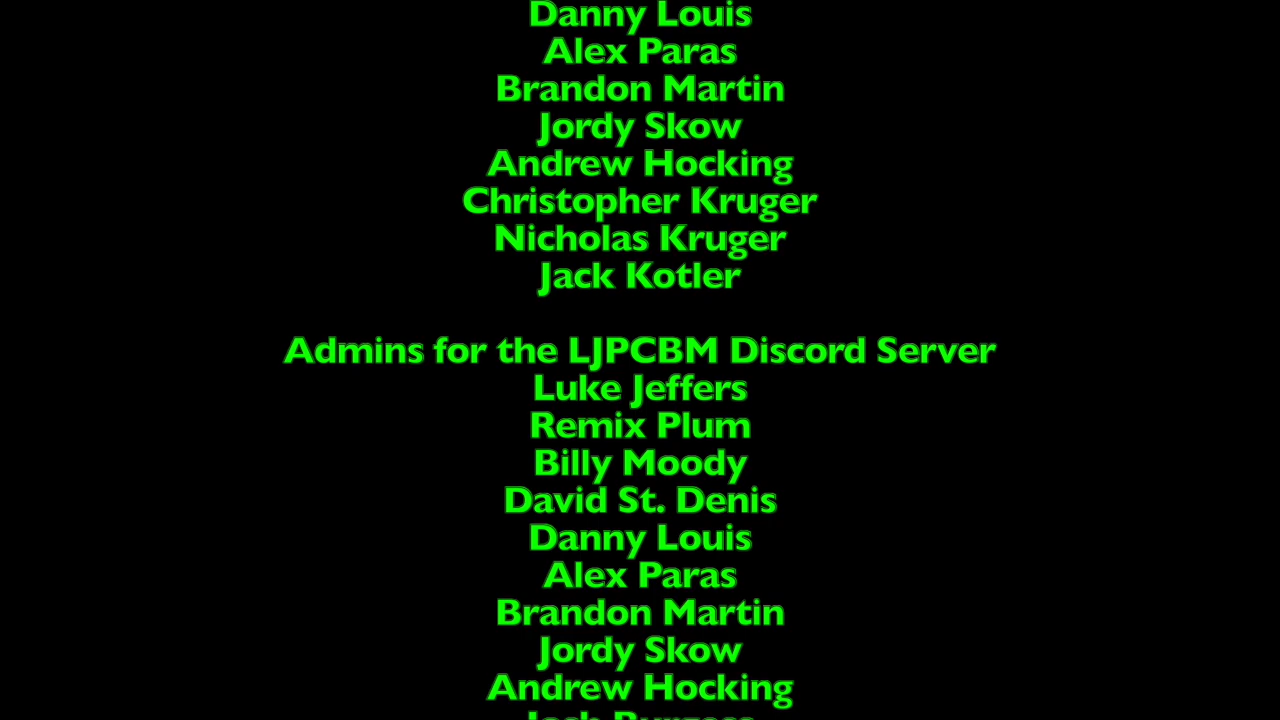 Danny Louis
Alex Paras
Brandon Martin
Jordy Skow
Andrew Hocking
Christopher Kruger
Nicholas Kruger
Jack Kotler
Admins for the LJPCBM Discord Server
Luke Jeffers
Remix Plum
Billy Moody
David St. Denis
Danny Louis
Alex Paras
Brandon Martin
Jordy Skow
Andrew Hocking